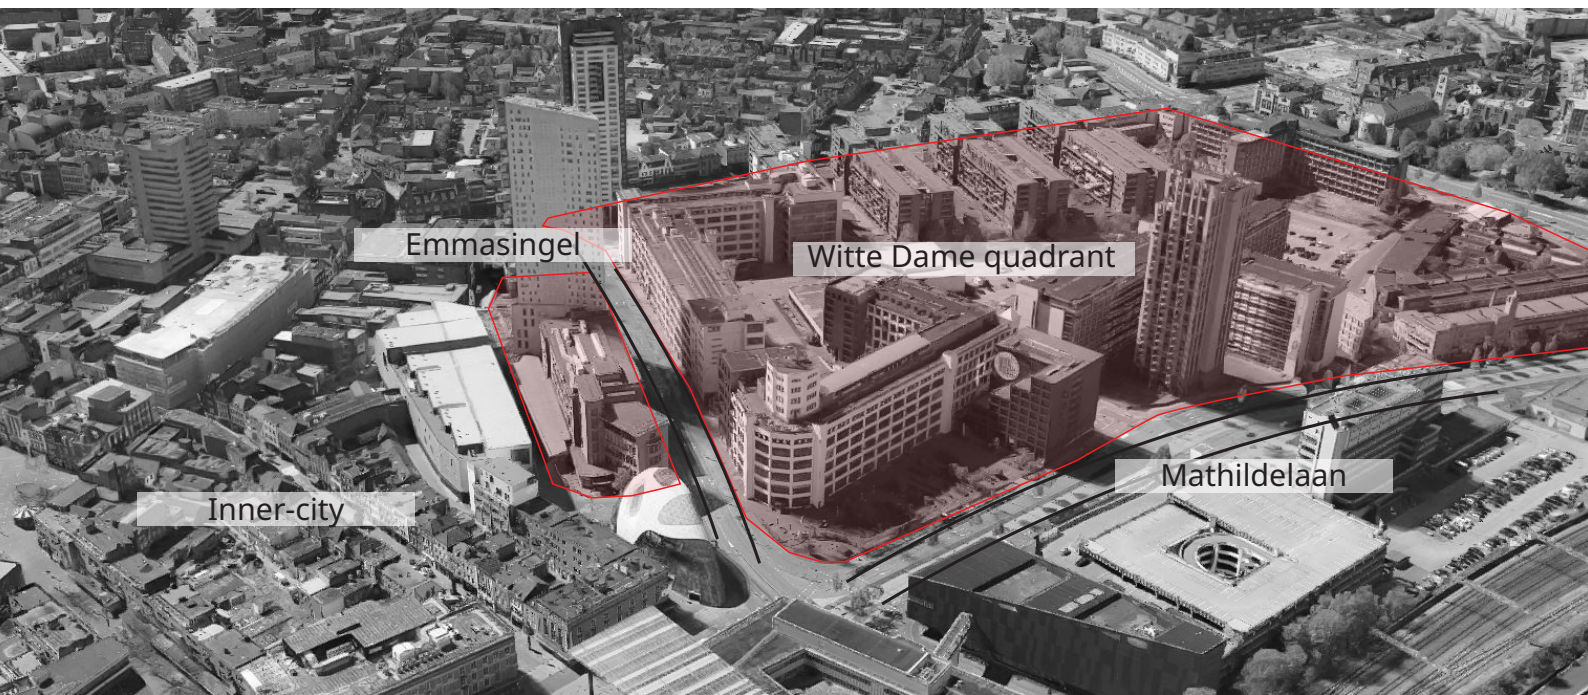 Emmasingel
Witte Dame quadrant
Mathildelaan
Inner-city